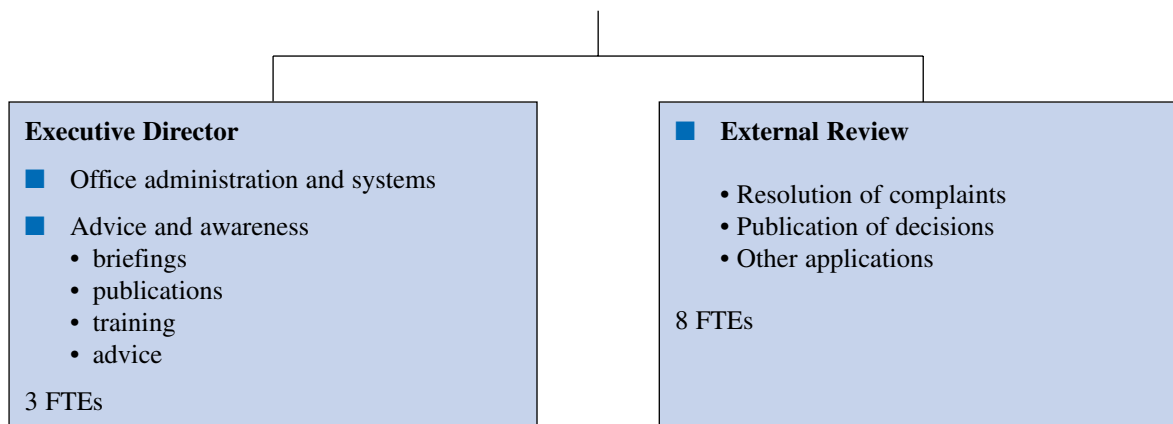 Executive Director
■ Office administration and systems
■ Advice and awareness
• briefings
• publications
• training
• advice
3 FTEs
■ External Review
• Resolution of complaints
• Publication of decisions
• Other applications
8 FTEs